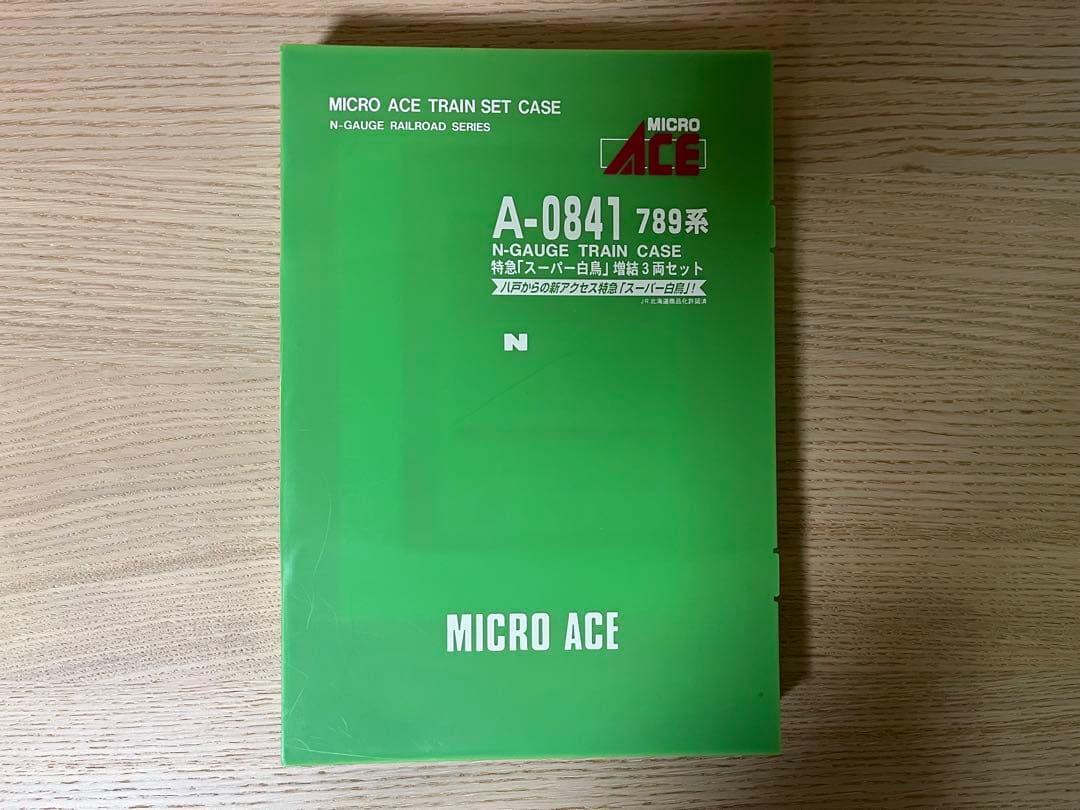 MICRO ACE TRAIN SET CASE
N-GAUGE RAILROAD SERIES
MICRO
ACE
A-0841 789系
N-GAUGE TRAIN CASE
特急「スーパー白鳥」増結3両セット
八戸からの新アクセス特急「スーパー白鳥」!
JR北海道商品化許諾済
N
MICRO ACE